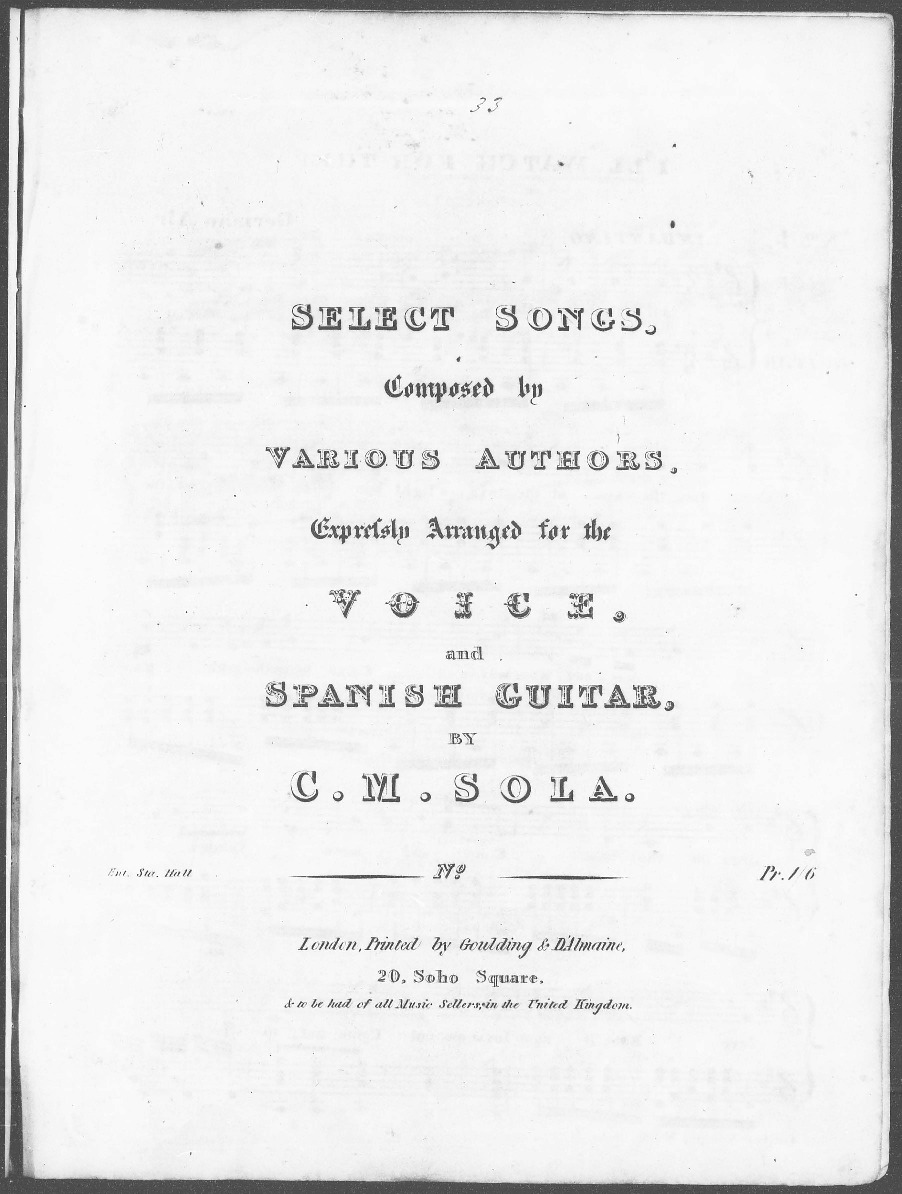 33
SELECT SONGS,
Composed by
VARIOUS AUTHORS,
Exprefsly Arranged for the
VOICE,
and
SPANISH GUITAR,
BY
C. M. SOLA.
Ent. Sta. Hall Nº Pr. 1/6
London, Printed by Goulding & D'Almaine,
20, Soho Square,
& to be had of all Music Sellers, in the United Kingdom.